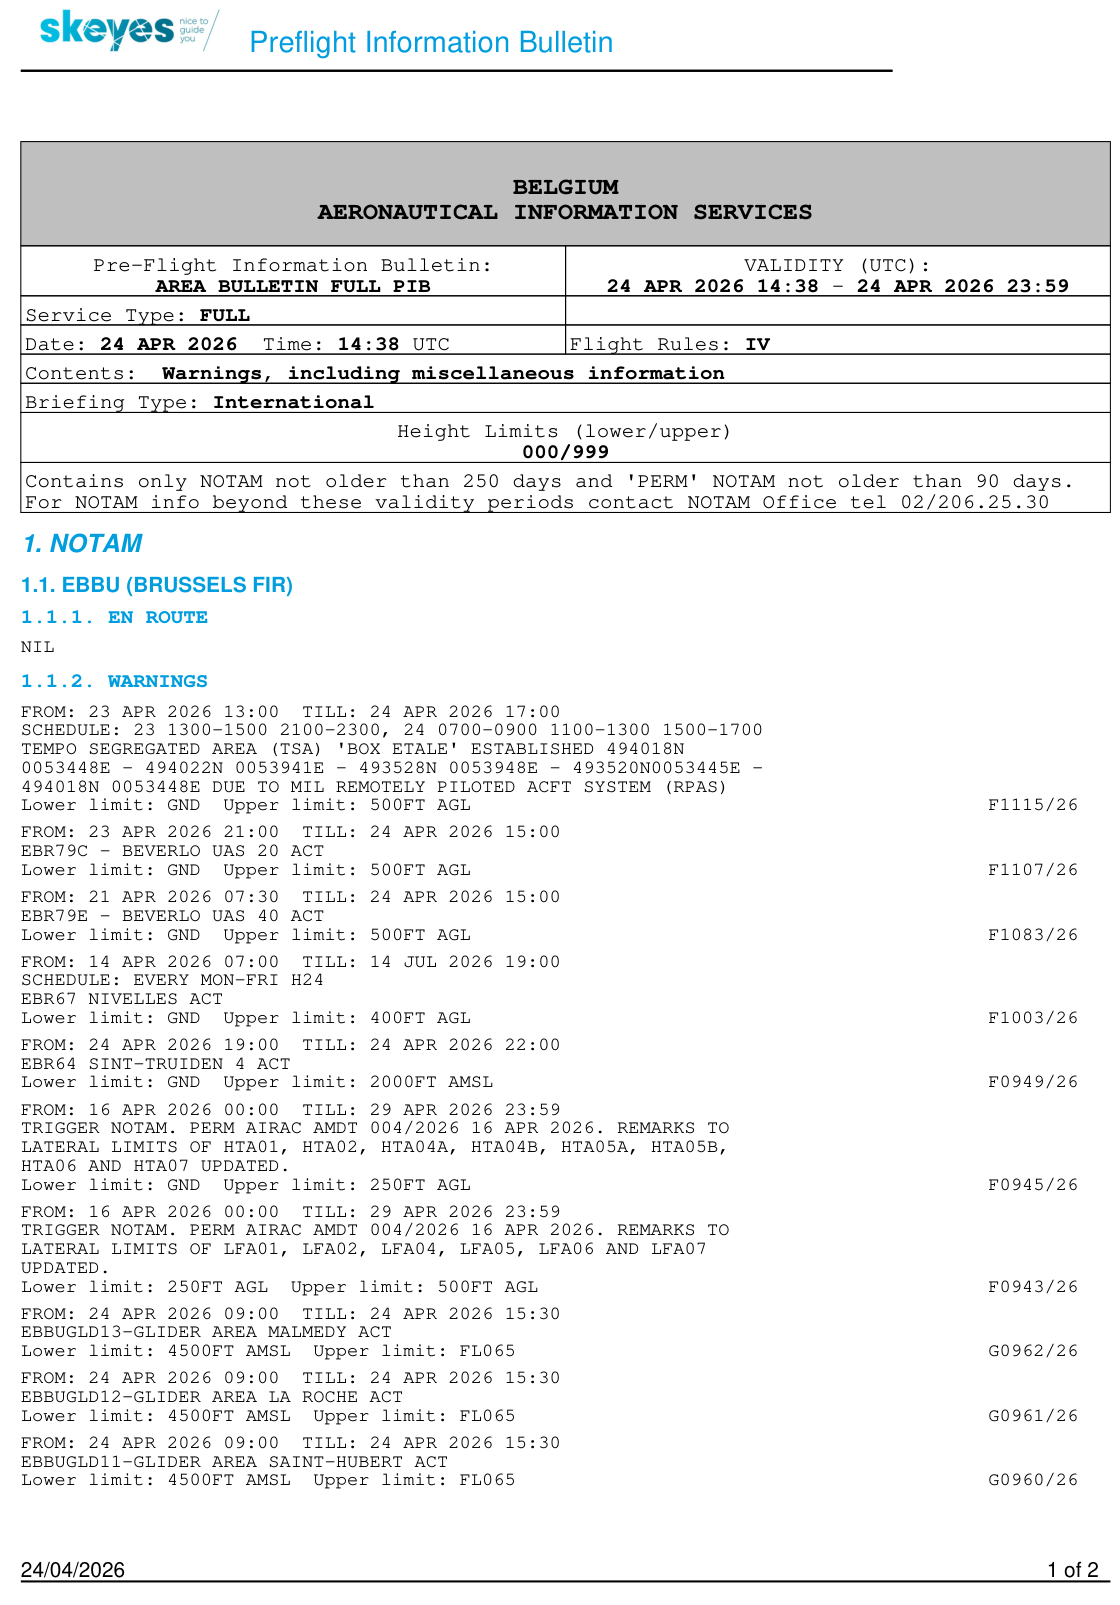 skeyes nice to
guide
you
Preflight Information Bulletin
BELGIUM
AERONAUTICAL INFORMATION SERVICES
Pre-Flight Information Bulletin:
AREA BULLETIN FULL PIB
VALIDITY (UTC):
24 APR 2026 14:38 - 24 APR 2026 23:59
Service Type: FULL
Date: 24 APR 2026  Time: 14:38 UTC
Flight Rules: IV
Contents:  Warnings, including miscellaneous information
Briefing Type: International
Height Limits (lower/upper)
000/999
Contains only NOTAM not older than 250 days and 'PERM' NOTAM not older than 90 days.
For NOTAM info beyond these validity periods contact NOTAM Office tel 02/206.25.30
1. NOTAM
1.1. EBBU (BRUSSELS FIR)
1.1.1. EN ROUTE
NIL
1.1.2. WARNINGS
FROM: 23 APR 2026 13:00  TILL: 24 APR 2026 17:00
SCHEDULE: 23 1300-1500 2100-2300, 24 0700-0900 1100-1300 1500-1700
TEMPO SEGREGATED AREA (TSA) 'BOX ETALE' ESTABLISHED 494018N
0053448E - 494022N 0053941E - 493528N 0053948E - 493520N0053445E -
494018N 0053448E DUE TO MIL REMOTELY PILOTED ACFT SYSTEM (RPAS)
Lower limit: GND  Upper limit: 500FT AGL F1115/26
FROM: 23 APR 2026 21:00  TILL: 24 APR 2026 15:00
EBR79C - BEVERLO UAS 20 ACT
Lower limit: GND  Upper limit: 500FT AGL F1107/26
FROM: 21 APR 2026 07:30  TILL: 24 APR 2026 15:00
EBR79E - BEVERLO UAS 40 ACT
Lower limit: GND  Upper limit: 500FT AGL F1083/26
FROM: 14 APR 2026 07:00  TILL: 14 JUL 2026 19:00
SCHEDULE: EVERY MON-FRI H24
EBR67 NIVELLES ACT
Lower limit: GND  Upper limit: 400FT AGL F1003/26
FROM: 24 APR 2026 19:00  TILL: 24 APR 2026 22:00
EBR64 SINT-TRUIDEN 4 ACT
Lower limit: GND  Upper limit: 2000FT AMSL F0949/26
FROM: 16 APR 2026 00:00  TILL: 29 APR 2026 23:59
TRIGGER NOTAM. PERM AIRAC AMDT 004/2026 16 APR 2026. REMARKS TO
LATERAL LIMITS OF HTA01, HTA02, HTA04A, HTA04B, HTA05A, HTA05B,
HTA06 AND HTA07 UPDATED.
Lower limit: GND  Upper limit: 250FT AGL F0945/26
FROM: 16 APR 2026 00:00  TILL: 29 APR 2026 23:59
TRIGGER NOTAM. PERM AIRAC AMDT 004/2026 16 APR 2026. REMARKS TO
LATERAL LIMITS OF LFA01, LFA02, LFA04, LFA05, LFA06 AND LFA07
UPDATED.
Lower limit: 250FT AGL  Upper limit: 500FT AGL F0943/26
FROM: 24 APR 2026 09:00  TILL: 24 APR 2026 15:30
EBBUGLD13-GLIDER AREA MALMEDY ACT
Lower limit: 4500FT AMSL  Upper limit: FL065 G0962/26
FROM: 24 APR 2026 09:00  TILL: 24 APR 2026 15:30
EBBUGLD12-GLIDER AREA LA ROCHE ACT
Lower limit: 4500FT AMSL  Upper limit: FL065 G0961/26
FROM: 24 APR 2026 09:00  TILL: 24 APR 2026 15:30
EBBUGLD11-GLIDER AREA SAINT-HUBERT ACT
Lower limit: 4500FT AMSL  Upper limit: FL065 G0960/26
24/04/2026 1 of 2